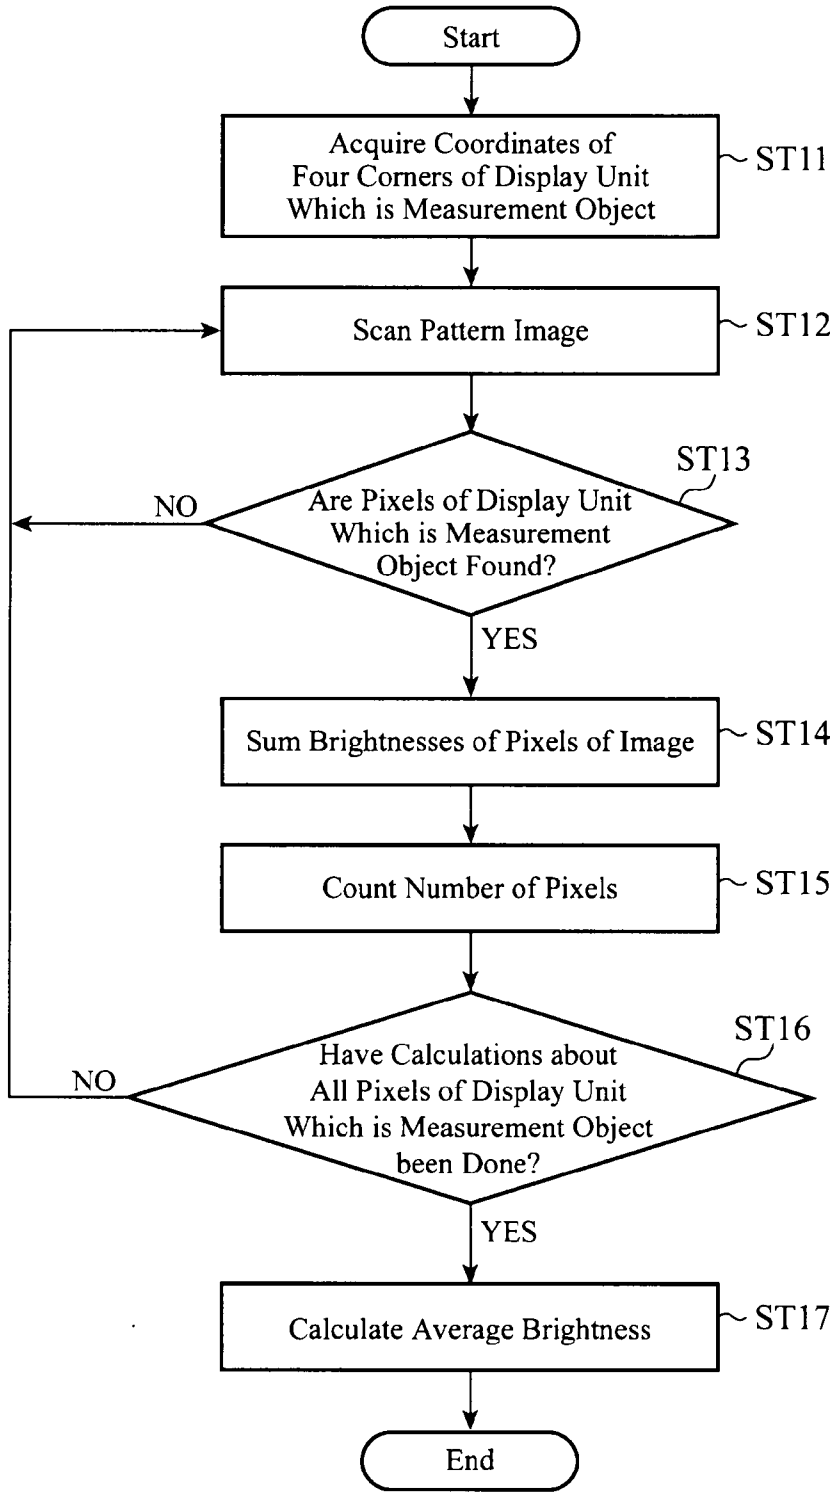 Start
Acquire Coordinates of
Four Corners of Display Unit
Which is Measurement Object
ST11
Scan Pattern Image
ST12
ST13
Are Pixels of Display Unit
Which is Measurement
Object Found?
NO
YES
Sum Brightnesses of Pixels of Image
ST14
Count Number of Pixels
ST15
ST16
Have Calculations about
All Pixels of Display Unit
Which is Measurement Object
been Done?
NO
YES
Calculate Average Brightness
ST17
End